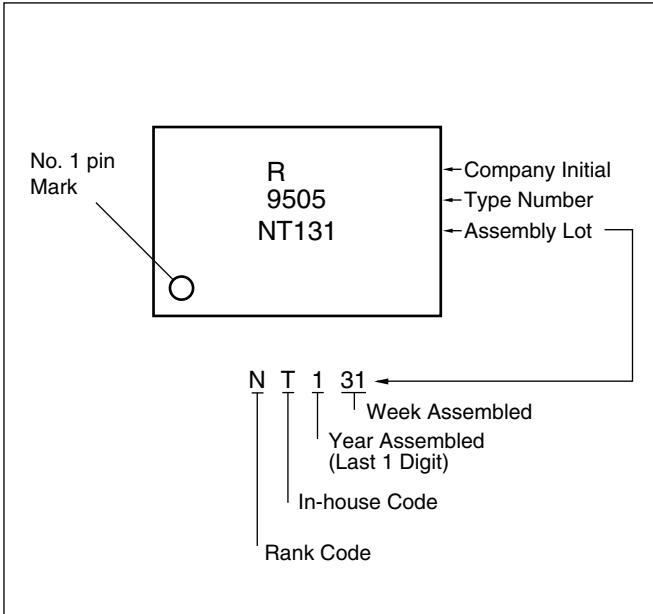 No. 1 pin
Mark
R
9505
NT131
Company Initial
Type Number
Assembly Lot
N T 1 31
Week Assembled
Year Assembled
(Last 1 Digit)
In-house Code
Rank Code